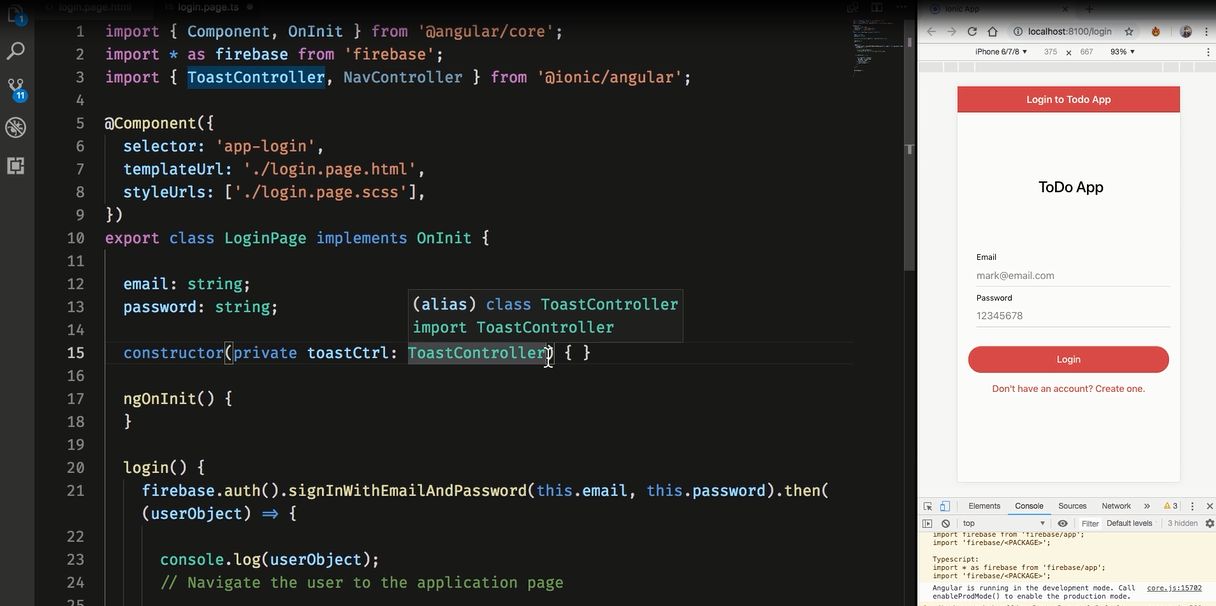 login.page.html
login.page.ts
1 import { Component, OnInit } from '@angular/core';
2 import * as firebase from 'firebase';
3 import { ToastController, NavController } from '@ionic/angular';
4
5 @Component({
6 selector: 'app-login',
7 templateUrl: './login.page.html',
8 styleUrls: ['./login.page.scss'],
9 })
10 export class LoginPage implements OnInit {
11
12 email: string;
13 password: string;
(alias) class ToastController
import ToastController
14
15 constructor(private toastCtrl: ToastController) { }
16
17 ngOnInit() {
18 }
19
20 login() {
21 firebase.auth().signInWithEmailAndPassword(this.email, this.password).then(
(userObject) => {
22
23 console.log(userObject);
24 // Navigate the user to the application page
25
1
11
Ionic App
localhost:8100/login
iPhone 6/7/8 ▼ 375 × 667 93% ▼
Login to Todo App
ToDo App
Email
mark@email.com
Password
12345678
Login
Don't have an account? Create one.
Elements Console Sources Network » 3
top Filter Default levels 3 hidden
import firebase from 'firebase/app';
import 'firebase/<PACKAGE>';
Typescript:
import * as firebase from 'firebase/app';
import 'firebase/<PACKAGE>';
Angular is running in the development mode. Call core.js:15702
enableProdMode() to enable the production mode.